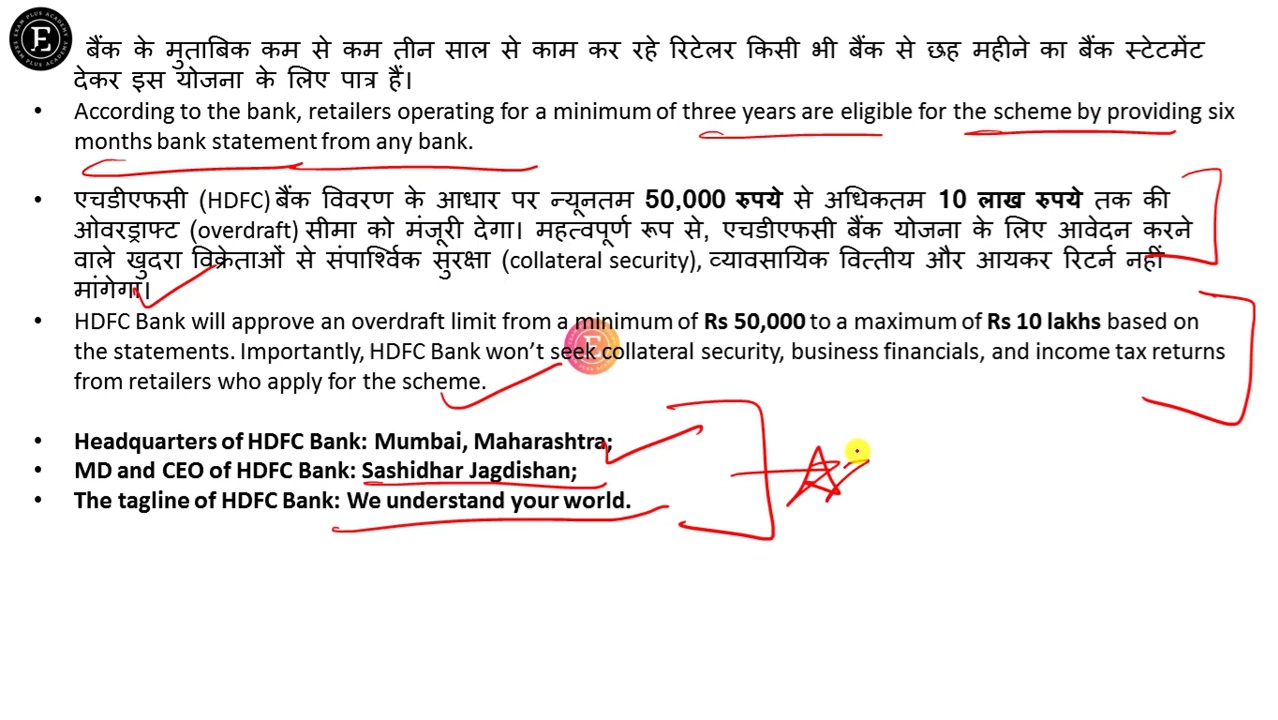 बैंक के मुताबिक कम से कम तीन साल से काम कर रहे रिटेलर किसी भी बैंक से छह महीने का बैंक स्टेटमेंट
देकर इस योजना के लिए पात्र हैं।
• According to the bank, retailers operating for a minimum of three years are eligible for the scheme by providing six
months bank statement from any bank.
• एचडीएफसी (HDFC) बैंक विवरण के आधार पर न्यूनतम 50,000 रुपये से अधिकतम 10 लाख रुपये तक की
ओवरड्राफ्ट (overdraft) सीमा को मंजूरी देगा। महत्वपूर्ण रूप से, एचडीएफसी बैंक योजना के लिए आवेदन करने
वाले खुदरा विक्रेताओं से संपार्श्विक सुरक्षा (collateral security), व्यावसायिक वित्तीय और आयकर रिटर्न नहीं
मांगेगा।
• HDFC Bank will approve an overdraft limit from a minimum of Rs 50,000 to a maximum of Rs 10 lakhs based on
the statements. Importantly, HDFC Bank won't seek collateral security, business financials, and income tax returns
from retailers who apply for the scheme.
• Headquarters of HDFC Bank: Mumbai, Maharashtra;
• MD and CEO of HDFC Bank: Sashidhar Jagdishan;
• The tagline of HDFC Bank: We understand your world.